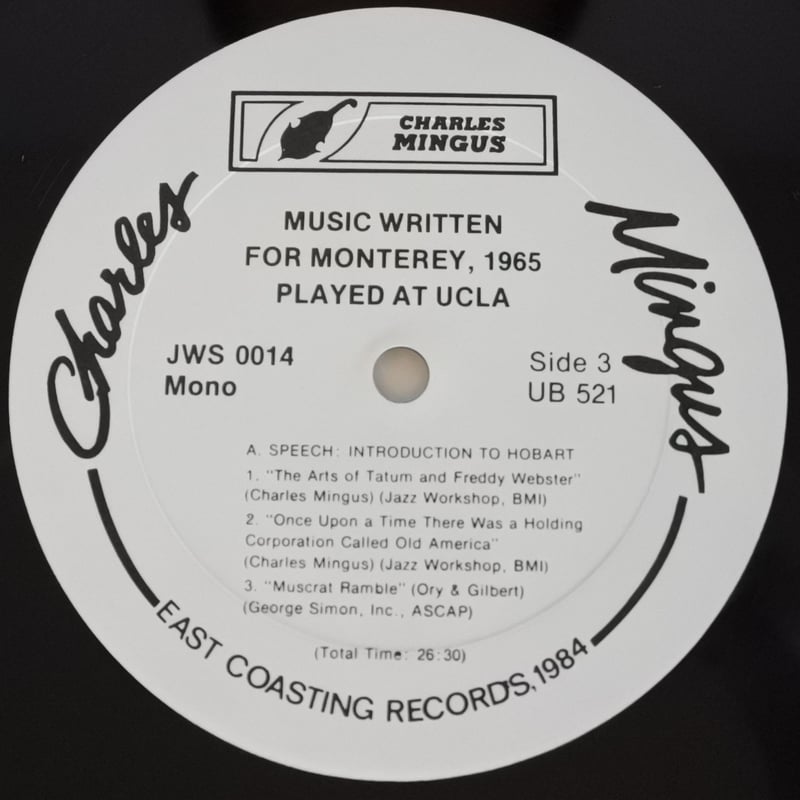 CHARLES
MINGUS
Charles
Mingus
MUSIC WRITTEN
FOR MONTEREY, 1965
PLAYED AT UCLA
JWS 0014
Mono
Side 3
UB 521
A. SPEECH: INTRODUCTION TO HOBART
1. "The Arts of Tatum and Freddy Webster"
(Charles Mingus) (Jazz Workshop, BMI)
2. "Once Upon a Time There Was a Holding
Corporation Called Old America"
(Charles Mingus) (Jazz Workshop, BMI)
3. "Muscrat Ramble" (Ory & Gilbert)
(George Simon, Inc., ASCAP)
(Total Time: 26:30)
EAST COASTING RECORDS, 1984